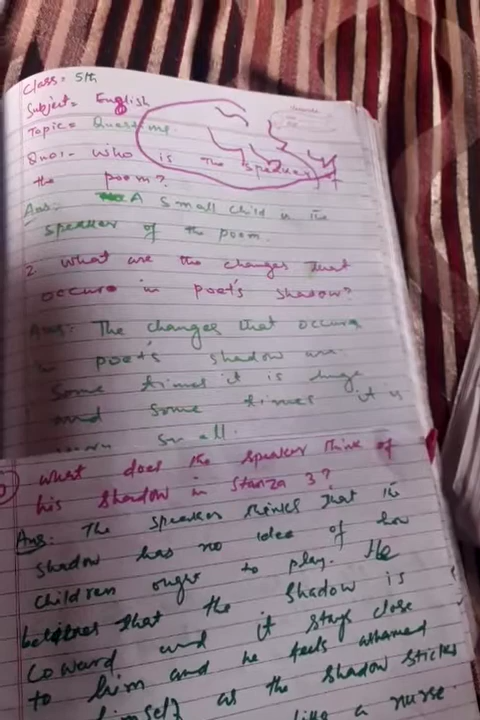 Class = 5th
Subject = English
Topic = Questions
Qno1- Who is the speaker of
the poem?
Ans: A small child is the
speaker of the poem.
2. What are the changes that
occurs in poet's shadow?
Ans: The changes that occurs
in poet's shadow are:
Some times it is huge
and some times it is
small.
What does the speaker think of
his shadow in Stanza 3?
Ans: The speaker thinks that the
shadow has no idea of how
children ought to play. He
believes that the shadow is
coward and it stays close
to him and he feels ashamed
himself as the shadow sticks
like a nurse.